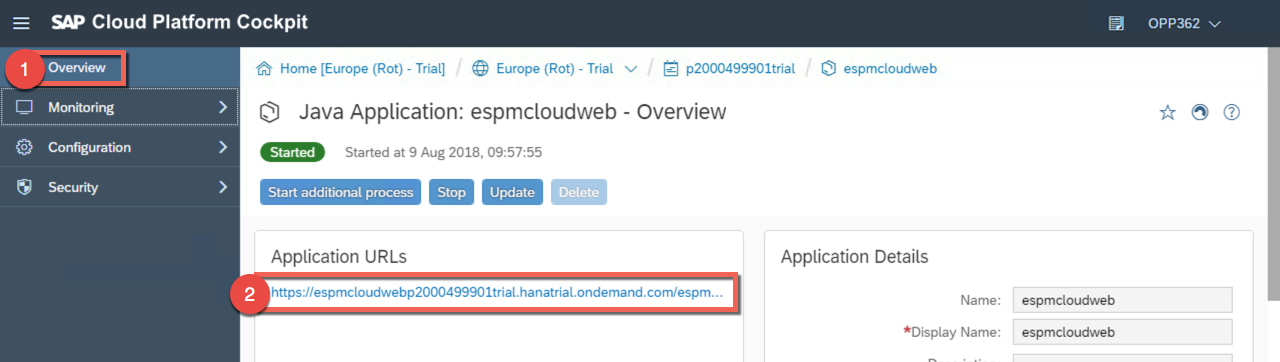 SAP Cloud Platform Cockpit
OPP362
1 Overview
Monitoring
Configuration
Security
Home [Europe (Rot) - Trial] / Europe (Rot) - Trial / p2000499901trial / espmcloudweb
Java Application: espmcloudweb - Overview
Started Started at 9 Aug 2018, 09:57:55
Start additional process Stop Update Delete
Application URLs
2 https://espmcloudwebp2000499901trial.hanatrial.ondemand.com/espm...
Application Details
Name: espmcloudweb
*Display Name: espmcloudweb